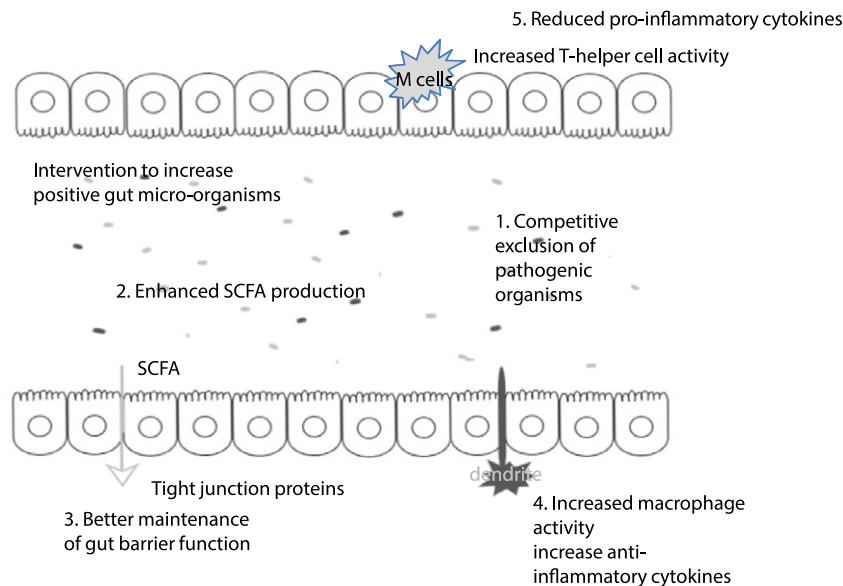 5. Reduced pro-inflammatory cytokines
Increased T-helper cell activity
M cells
Intervention to increase
positive gut micro-organisms
1. Competitive
exclusion of
pathogenic
organisms
2. Enhanced SCFA production
SCFA
dendrite
Tight junction proteins
3. Better maintenance
of gut barrier function
4. Increased macrophage
activity
increase anti-
inflammatory cytokines